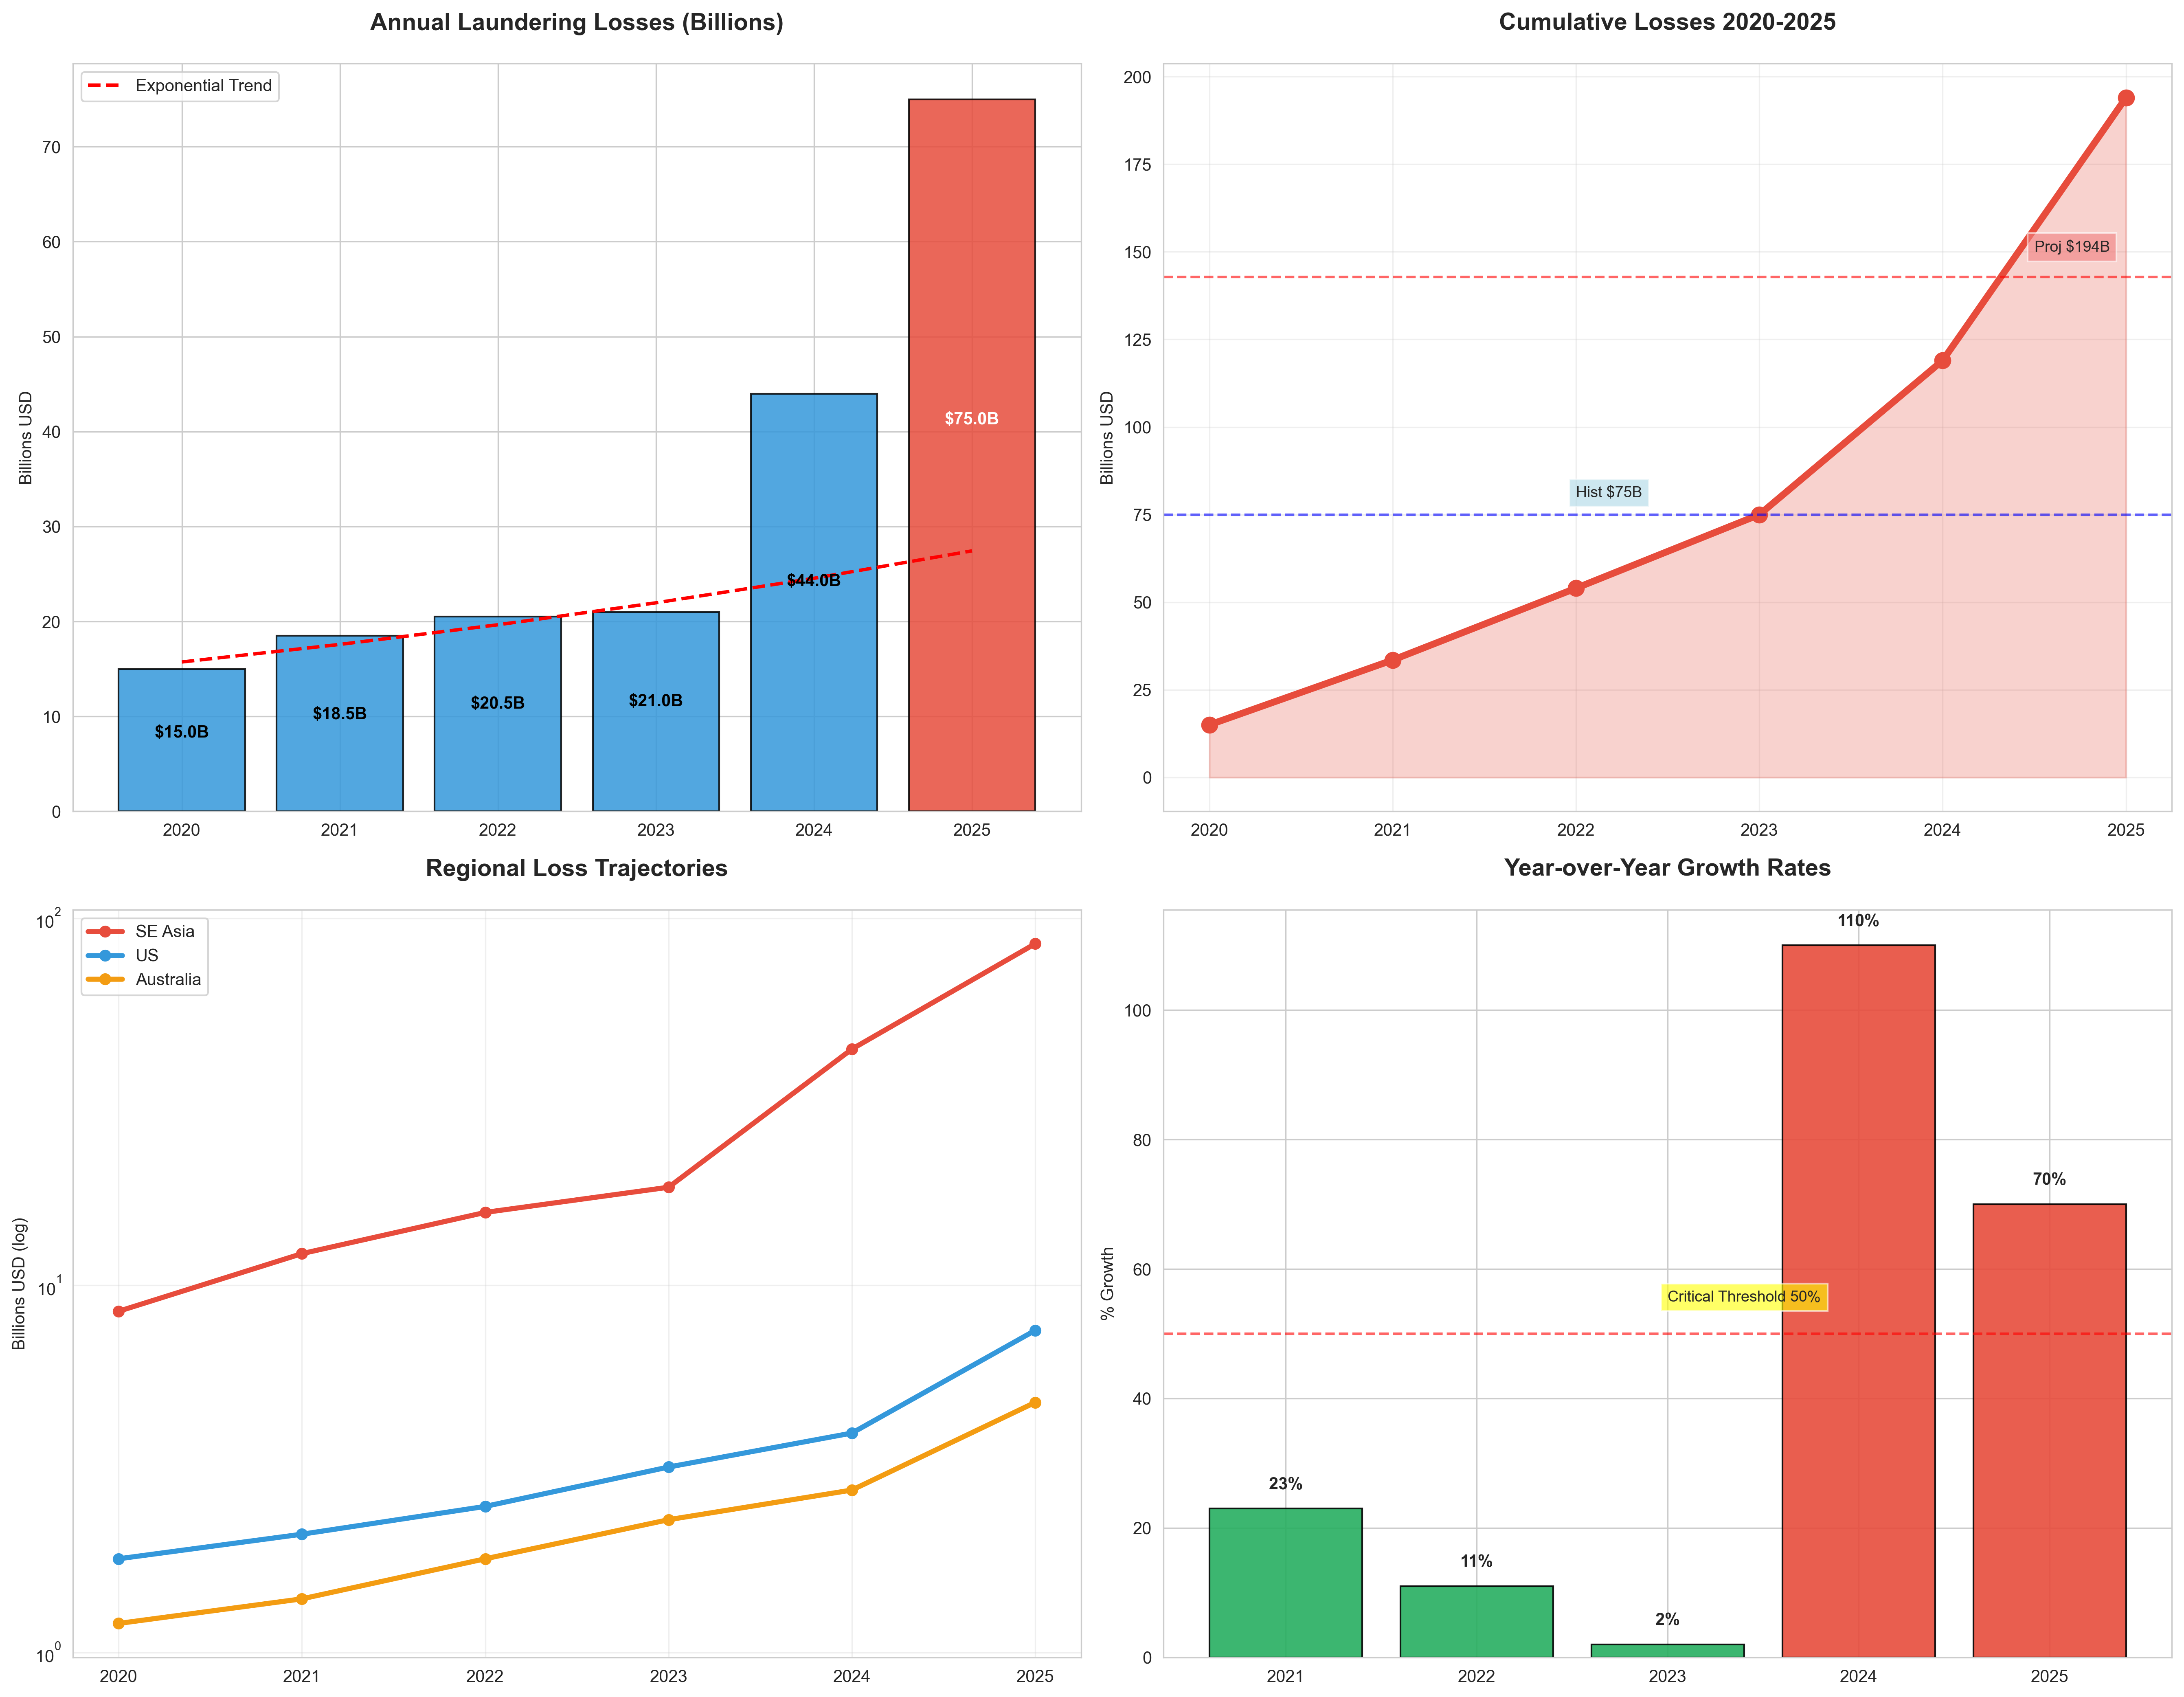 Annual Laundering Losses (Billions)
Exponential Trend
Billions USD
70
60
50
40
30
20
10
0
$15.0B
$18.5B
$20.5B
$21.0B
$44.0B
$75.0B
2020 2021 2022 2023 2024 2025
Cumulative Losses 2020-2025
Billions USD
200
175
150
125
100
75
50
25
0
Proj $194B
Hist $75B
2020 2021 2022 2023 2024 2025
Regional Loss Trajectories
SE Asia
US
Australia
Billions USD (log)
10^2
10^1
10^0
2020 2021 2022 2023 2024 2025
Year-over-Year Growth Rates
% Growth
100
80
60
40
20
0
23%
11%
2%
110%
70%
Critical Threshold 50%
2021 2022 2023 2024 2025